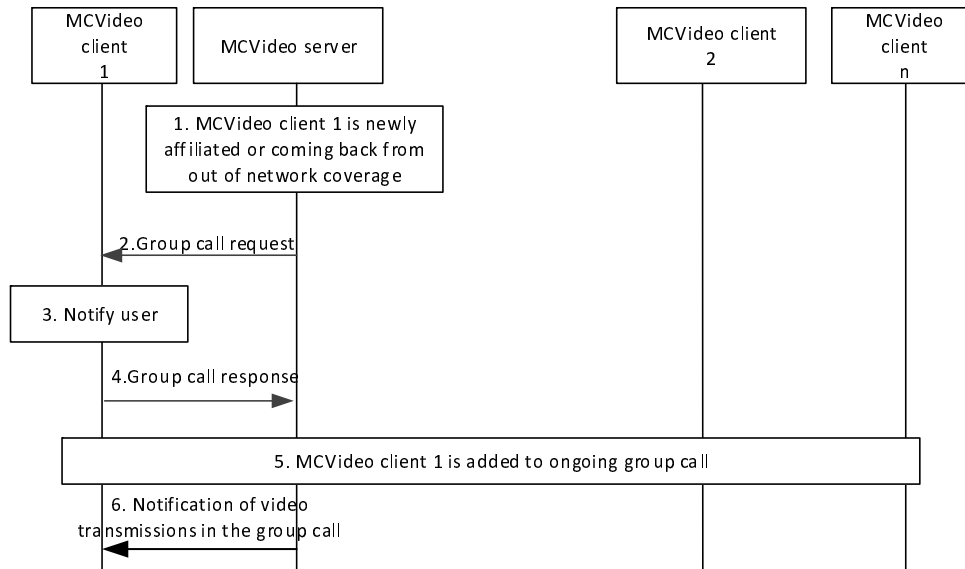 MCVideo
client
1
MCVideo server
MCVideo client
2
MCVideo
client
n
1. MCVideo client 1 is newly
affiliated or coming back from
out of network coverage
2.Group call request
3. Notify user
4.Group call response
5. MCVideo client 1 is added to ongoing group call
6. Notification of video
transmissions in the group call